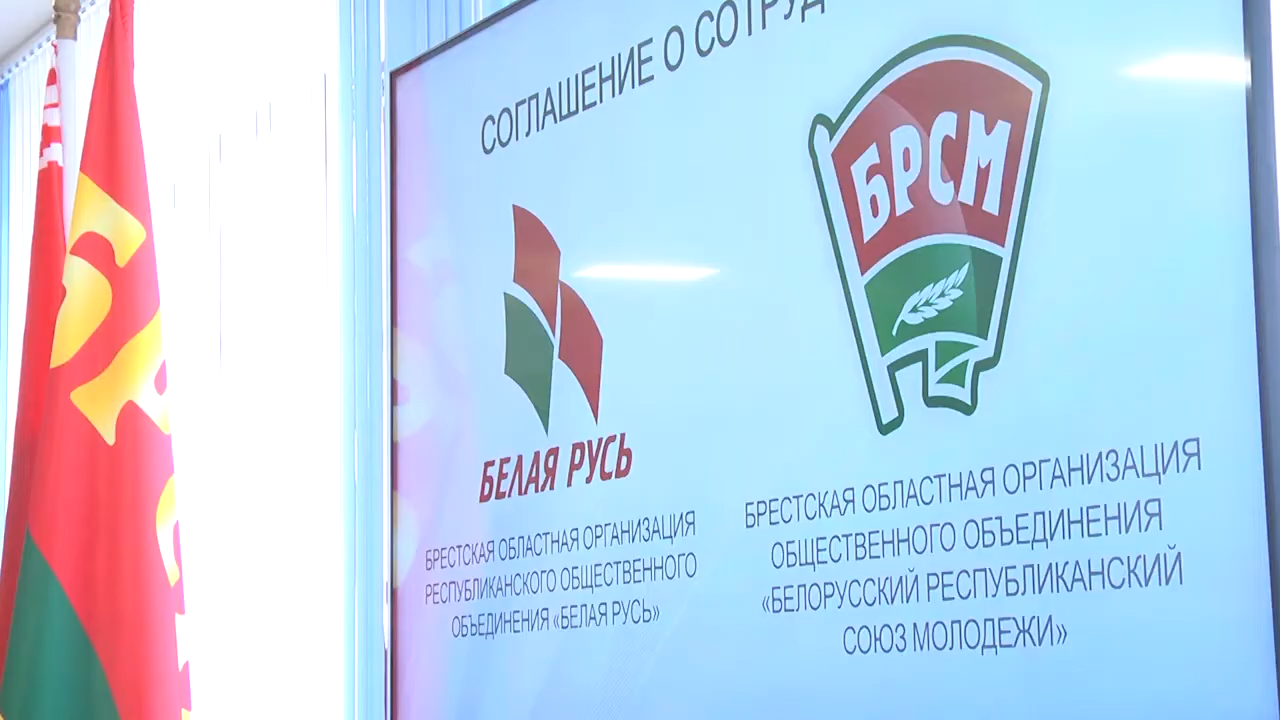 СОГЛАШЕНИЕ О
БРСМ
БЕЛАЯ РУСЬ
БРЕСТСКАЯ ОБЛАСТНАЯ ОРГАНИЗАЦИЯ
РЕСПУБЛИКАНСКОГО ОБЩЕСТВЕННОГО
ОБЪЕДИНЕНИЯ «БЕЛАЯ РУСЬ»
БРЕСТСКАЯ ОБЛАСТНАЯ ОРГАНИЗАЦИЯ
ОБЩЕСТВЕННОГО ОБЪЕДИНЕНИЯ
«БЕЛОРУССКИЙ РЕСПУБЛИКАНСКИЙ
СОЮЗ МОЛОДЕЖИ»